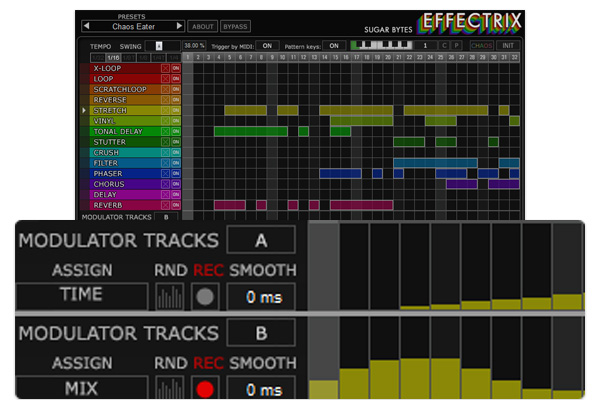 PRESETS
Chaos Eater
ABOUT
BYPASS
SUGAR BYTES
EFFECTRIX
TEMPO SWING 38.00 % Trigger by MIDI: ON Pattern keys: ON 1 C P CHAOS INIT
1/16
1 2 3 4 5 6 7 8 9 10 11 12 13 14 15 16 17 18 19 20 21 22 23 24 25 26 27 28 29 30 31 32
X-LOOP ON
LOOP ON
SCRATCHLOOP ON
REVERSE ON
STRETCH ON
VINYL ON
TONAL DELAY ON
STUTTER ON
CRUSH ON
FILTER ON
PHASER ON
CHORUS ON
DELAY ON
REVERB ON
MODULATOR TRACKS B
MODULATOR TRACKS A
ASSIGN RND REC SMOOTH
TIME 0 ms
MODULATOR TRACKS B
ASSIGN RND REC SMOOTH
MIX 0 ms